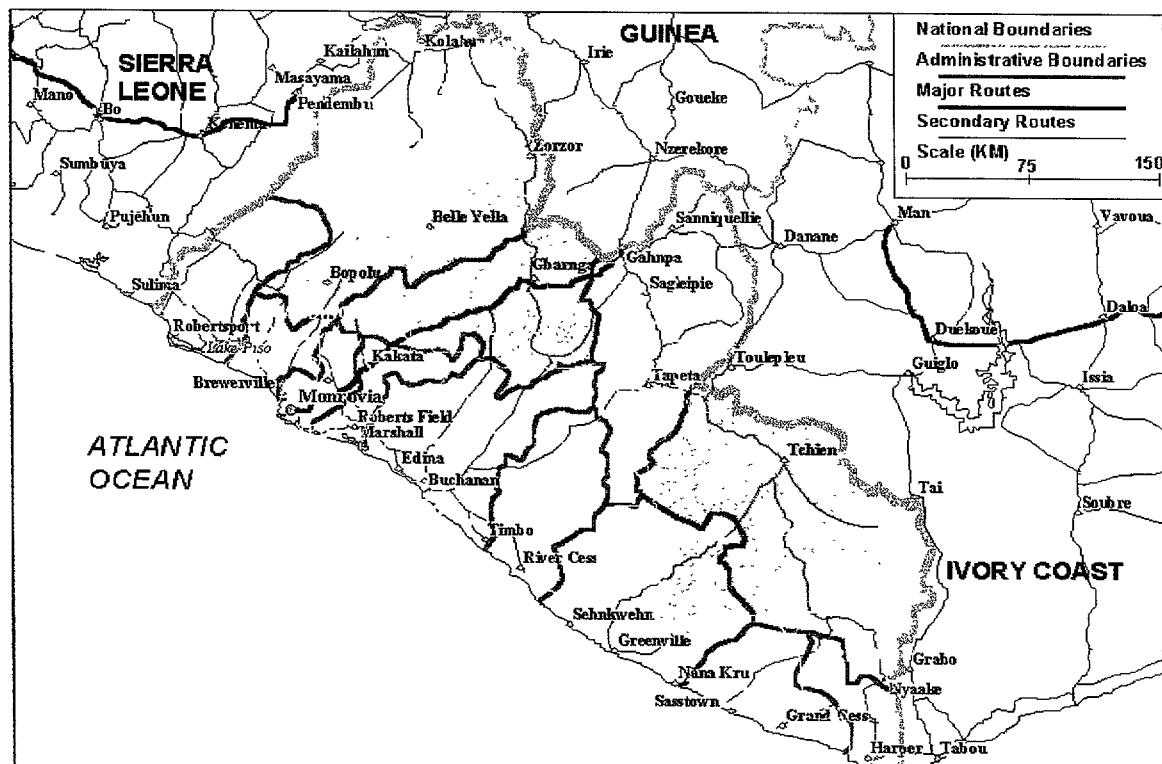 GUINEA
National Boundaries
Administrative Boundaries
Major Routes
Secondary Routes
Scale (KM)
0 75 150
SIERRA
LEONE
Kailahun
Kolahu
Irie
Masayama
Mano
Bo
Pendembu
Goueke
Kenema
Zorzor
Nzerekore
Sumbuya
Pujehun
Belle Yella
Sanniquellie
Man
Vavoua
Danane
Gbarnga
Gahnpa
Sulima
Bopolu
Sagleipie
Daloa
Robertsport
Lake Piso
Duekoue
Kakata
Toulepleu
Guiglo
Brewerville
Tapeta
Issia
Monrovia
Roberts Field
Marshall
ATLANTIC
OCEAN
Edina
Tchien
Buchanan
Tai
Soubre
Timbo
River Cess
IVORY COAST
Sehnkwehn
Greenville
Grabo
Nana Kru
Nyaake
Sasstown
Grand Cess
Harper
Tabou